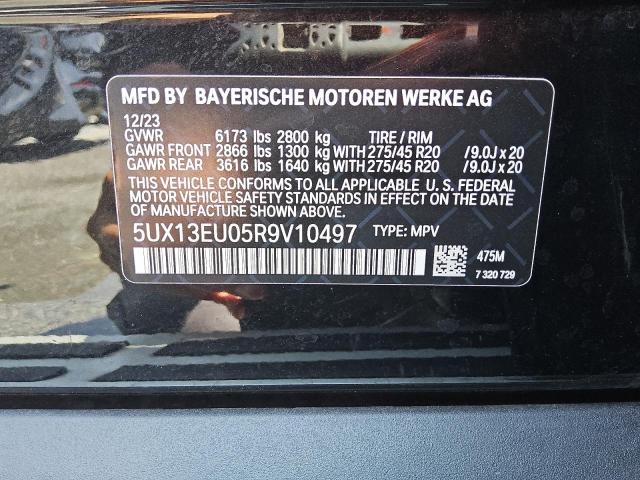 MFD BY BAYERISCHE MOTOREN WERKE AG
12/23
GVWR 6173 lbs 2800 kg TIRE / RIM
GAWR FRONT 2866 lbs 1300 kg WITH 275/45 R20 /9.0J x 20
GAWR REAR 3616 lbs 1640 kg WITH 275/45 R20 /9.0J x 20
THIS VEHICLE CONFORMS TO ALL APPLICABLE U. S. FEDERAL
MOTOR VEHICLE SAFETY STANDARDS IN EFFECT ON THE DATE
OF MANUFACTURE SHOWN ABOVE.
5UX13EU05R9V10497 TYPE: MPV
475M
7 320 729